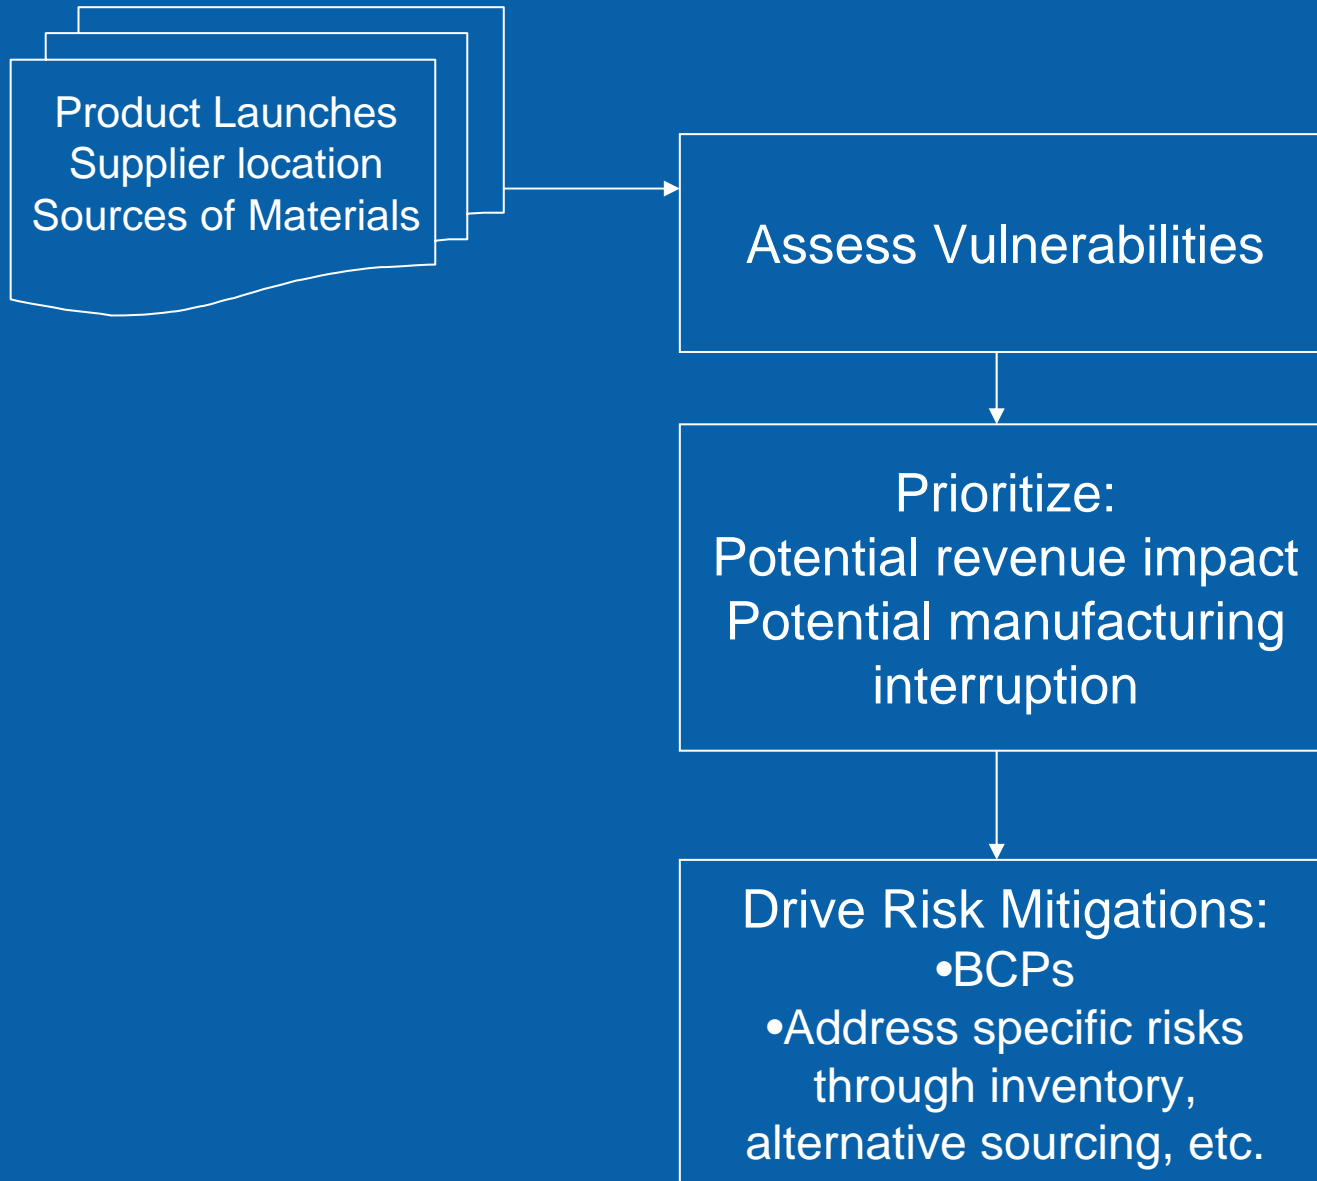 Product Launches
Supplier location
Sources of Materials
Assess Vulnerabilities
Prioritize:
Potential revenue impact
Potential manufacturing
interruption
Drive Risk Mitigations:
•BCPs
•Address specific risks
through inventory,
alternative sourcing, etc.